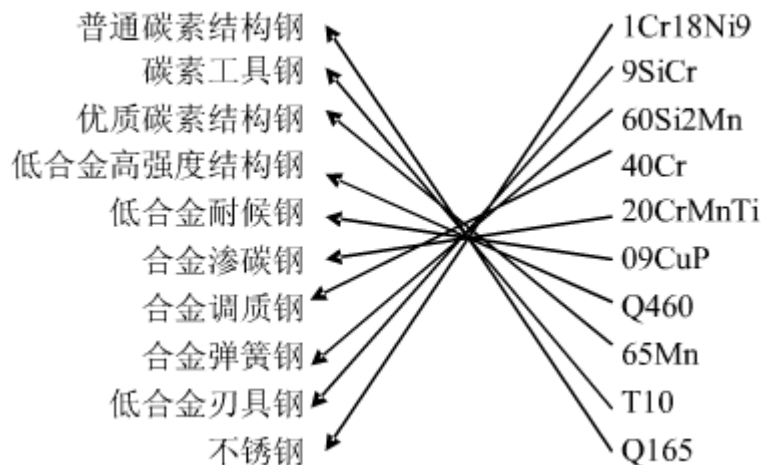 普通碳素结构钢
碳素工具钢
优质碳素结构钢
低合金高强度结构钢
低合金耐候钢
合金渗碳钢
合金调质钢
合金弹簧钢
低合金刃具钢
不锈钢
1Cr18Ni9
9SiCr
60Si2Mn
40Cr
20CrMnTi
09CuP
Q460
65Mn
T10
Q165